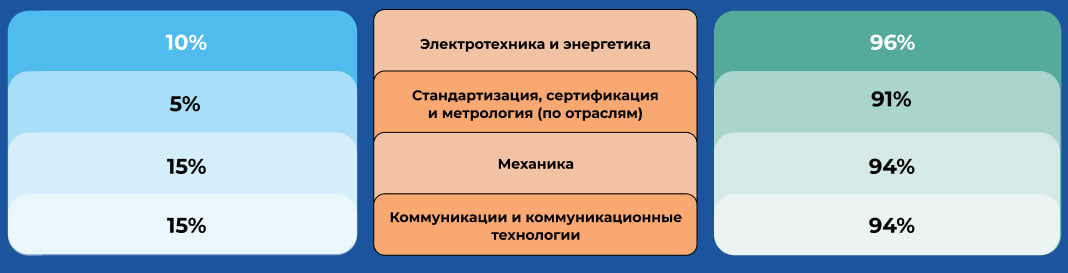 10%
Электротехника и энергетика
96%
5%
Стандартизация, сертификация
и метрология (по отраслям)
91%
15%
Механика
94%
15%
Коммуникации и коммуникационные
технологии
94%